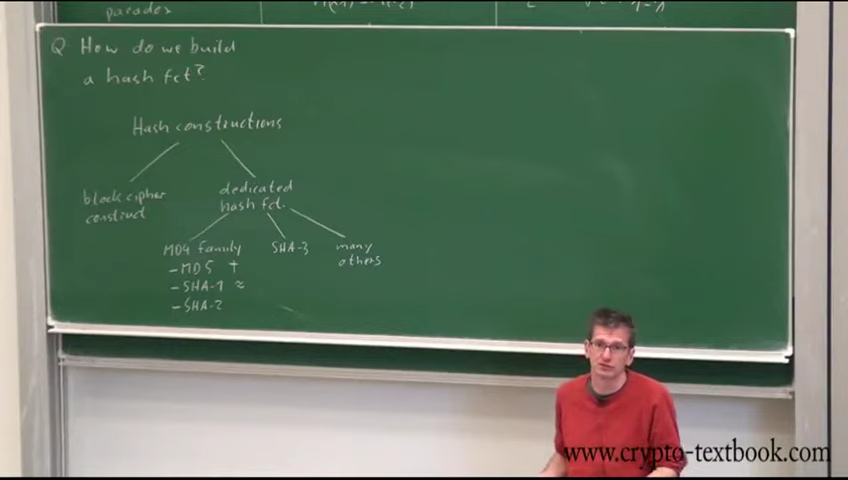 paradox
Q How do we build
a hash fct?
Hash constructions
block cipher
construct
dedicated
hash fct.
MD4 family
- MD5 †
- SHA-1 ≈
- SHA-2
SHA-3
many
others
www.crypto-textbook.com